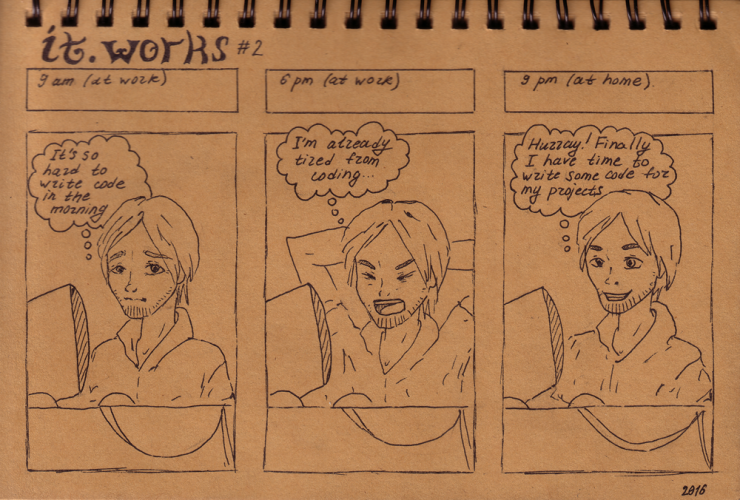 it.works #2
9 am (at work)
6 pm (at work)
9 pm (at home).
It's so
hard to
write code
in the
morning
I'm already
tired from
coding...
Hurray! Finally
I have time to
write some code for
my projects
2016